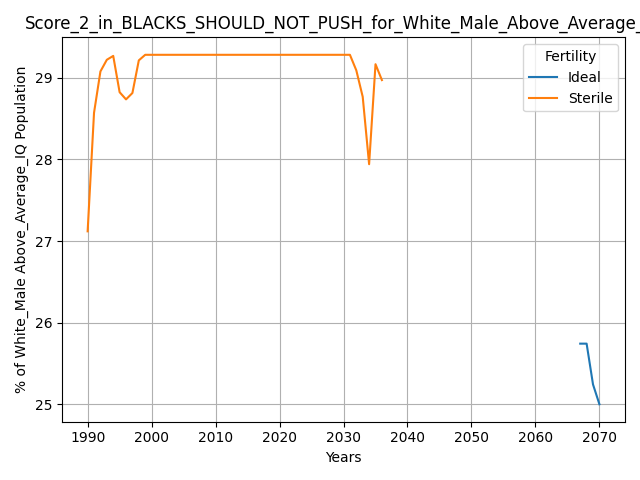 Score_2_in_BLACKS_SHOULD_NOT_PUSH_for_White_Male_Above_Average_
% of White_Male Above_Average_IQ Population
29
28
27
26
25
Fertility
Ideal
Sterile
1990 2000 2010 2020 2030 2040 2050 2060 2070
Years